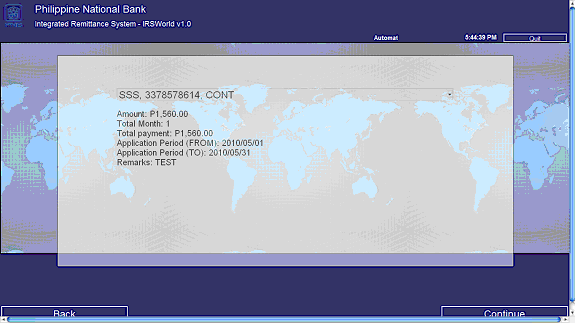 Philippine National Bank
Integrated Remittance System - IRSWorld v1.0
Automat
5:44:39 PM
Quit
SSS, 3378578614, CONT
Amount: P1,560.00
Total Month: 1
Total payment: P1,560.00
Application Period (FROM): 2010/05/01
Application Period (TO): 2010/05/31
Remarks: TEST
Back
Continue